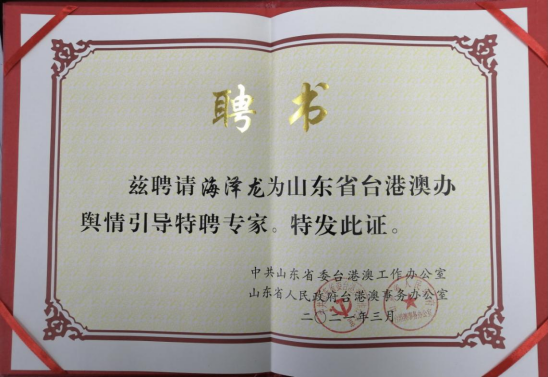 聘书
兹聘请海泽龙为山东省台港澳办
舆情引导特聘专家。特发此证。
中共山东省委台港澳工作办公室
山东省人民政府台港澳事务办公室
二〇二一年三月